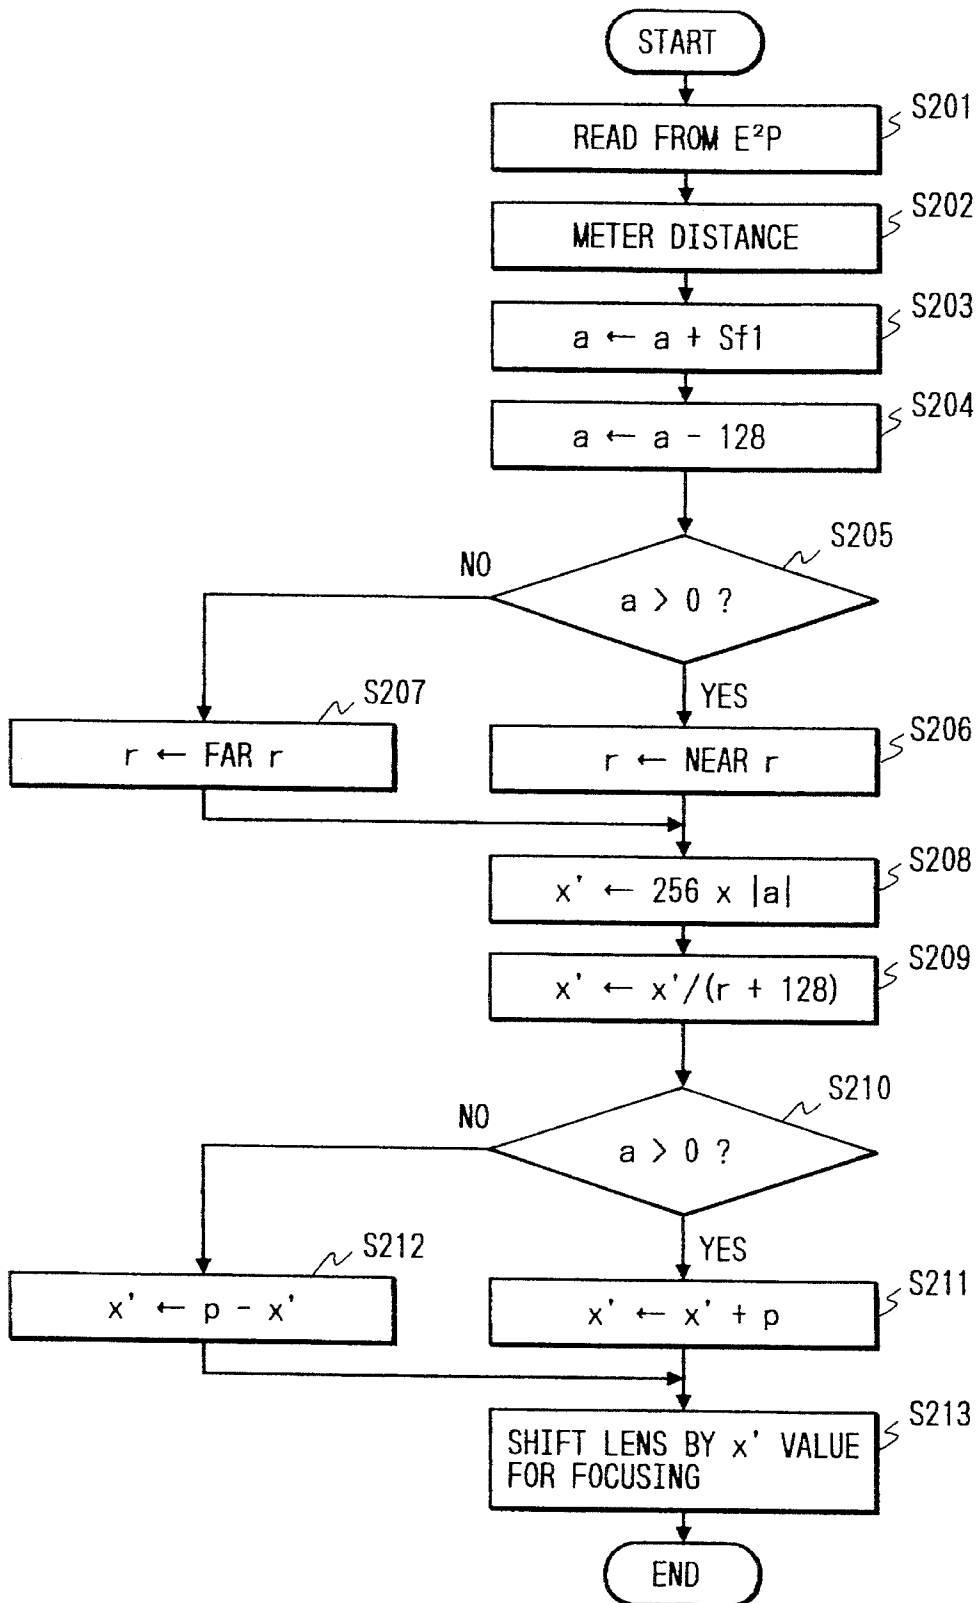 START
S201
READ FROM E²P
S202
METER DISTANCE
S203
a ← a + Sf1
S204
a ← a - 128
S205
NO
a > 0 ?
YES
S207
r ← FAR r
S206
r ← NEAR r
S208
x' ← 256 x |a|
S209
x' ← x'/(r + 128)
S210
NO
a > 0 ?
YES
S212
x' ← p - x'
S211
x' ← x' + p
S213
SHIFT LENS BY x' VALUE
FOR FOCUSING
END